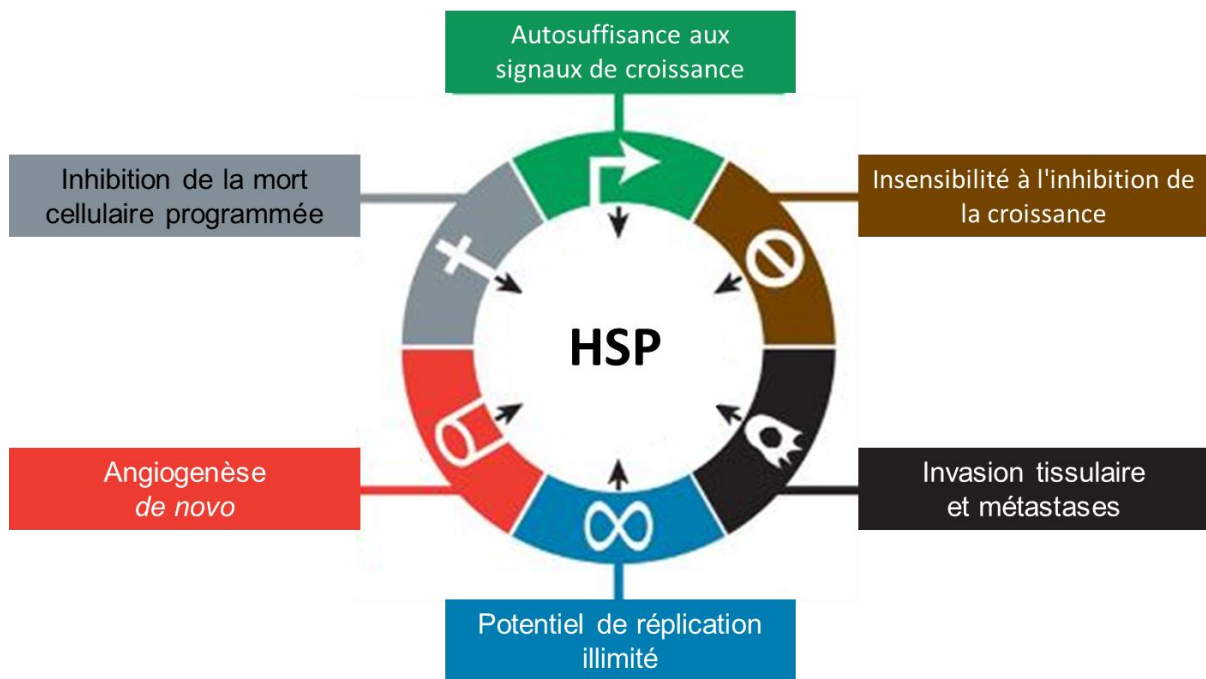 Autosuffisance aux
signaux de croissance
Inhibition de la mort
cellulaire programmée
Insensibilité à l'inhibition de
la croissance
HSP
Angiogenèse
de novo
Invasion tissulaire
et métastases
Potentiel de réplication
illimité